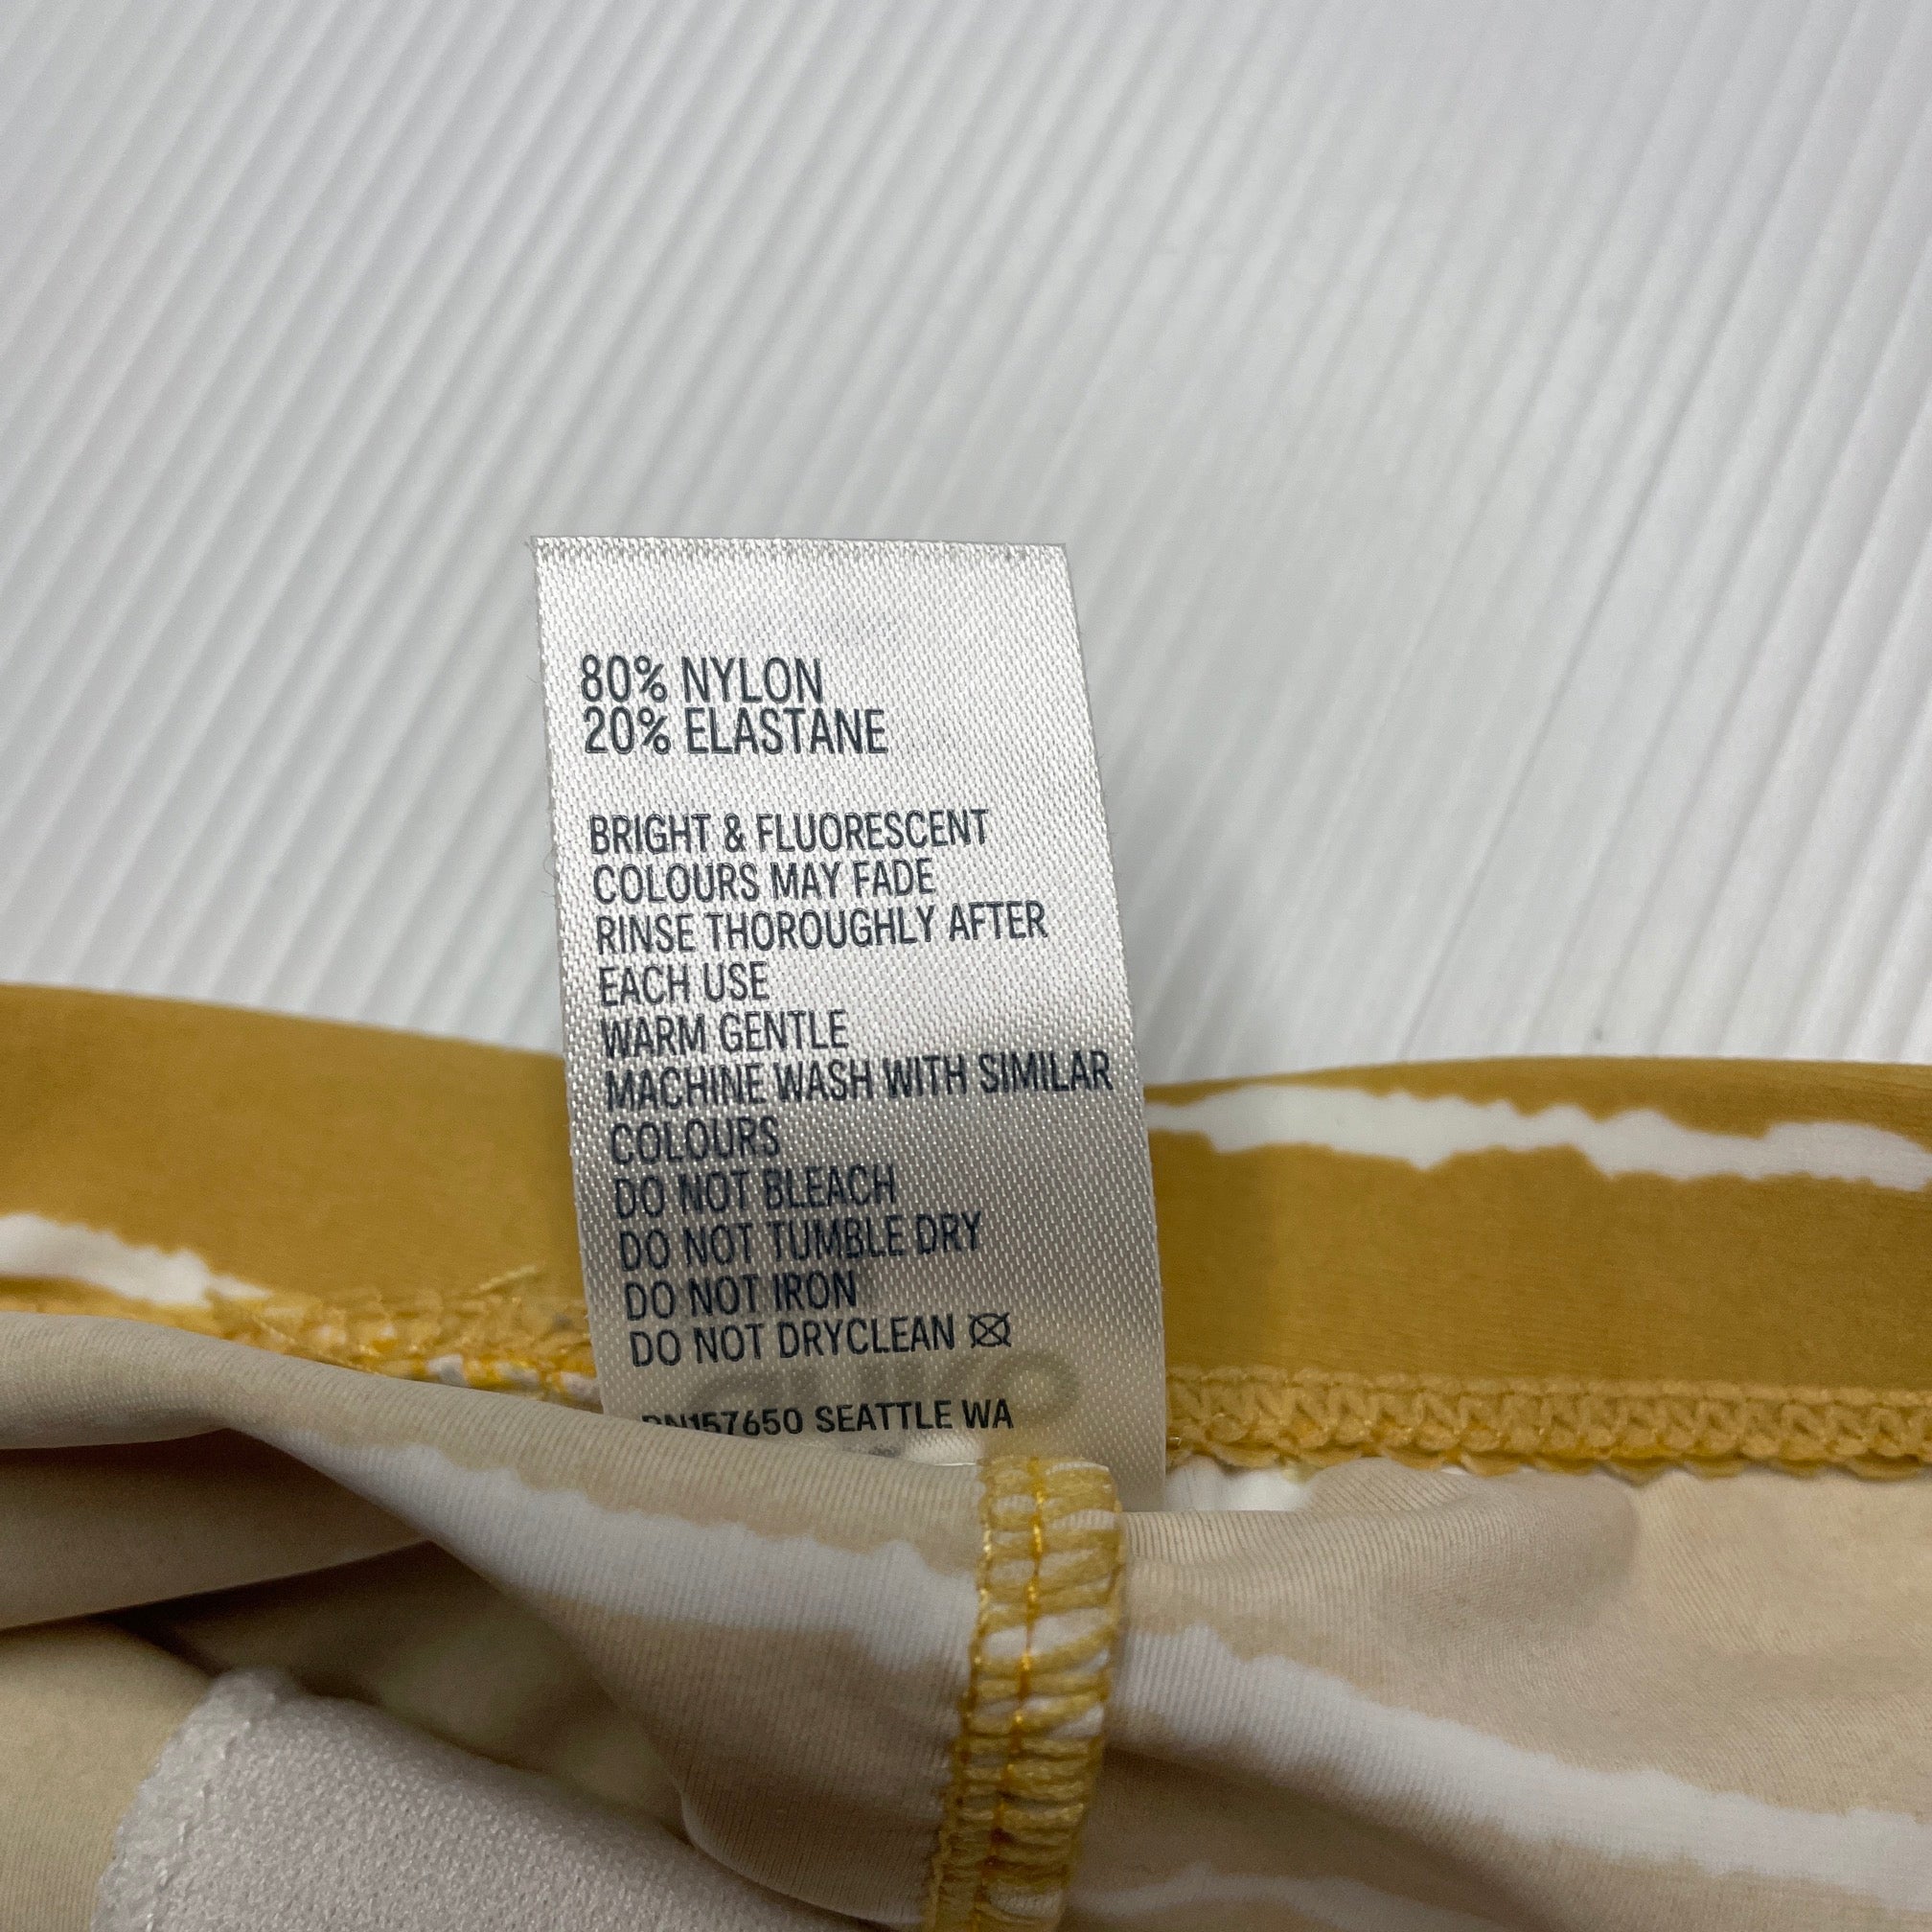 80% NYLON
20% ELASTANE
BRIGHT & FLUORESCENT
COLOURS MAY FADE
RINSE THOROUGHLY AFTER
EACH USE
WARM GENTLE
MACHINE WASH WITH SIMILAR
COLOURS
DO NOT BLEACH
DO NOT TUMBLE DRY
DO NOT IRON
DO NOT DRYCLEAN
RN157650 SEATTLE WA